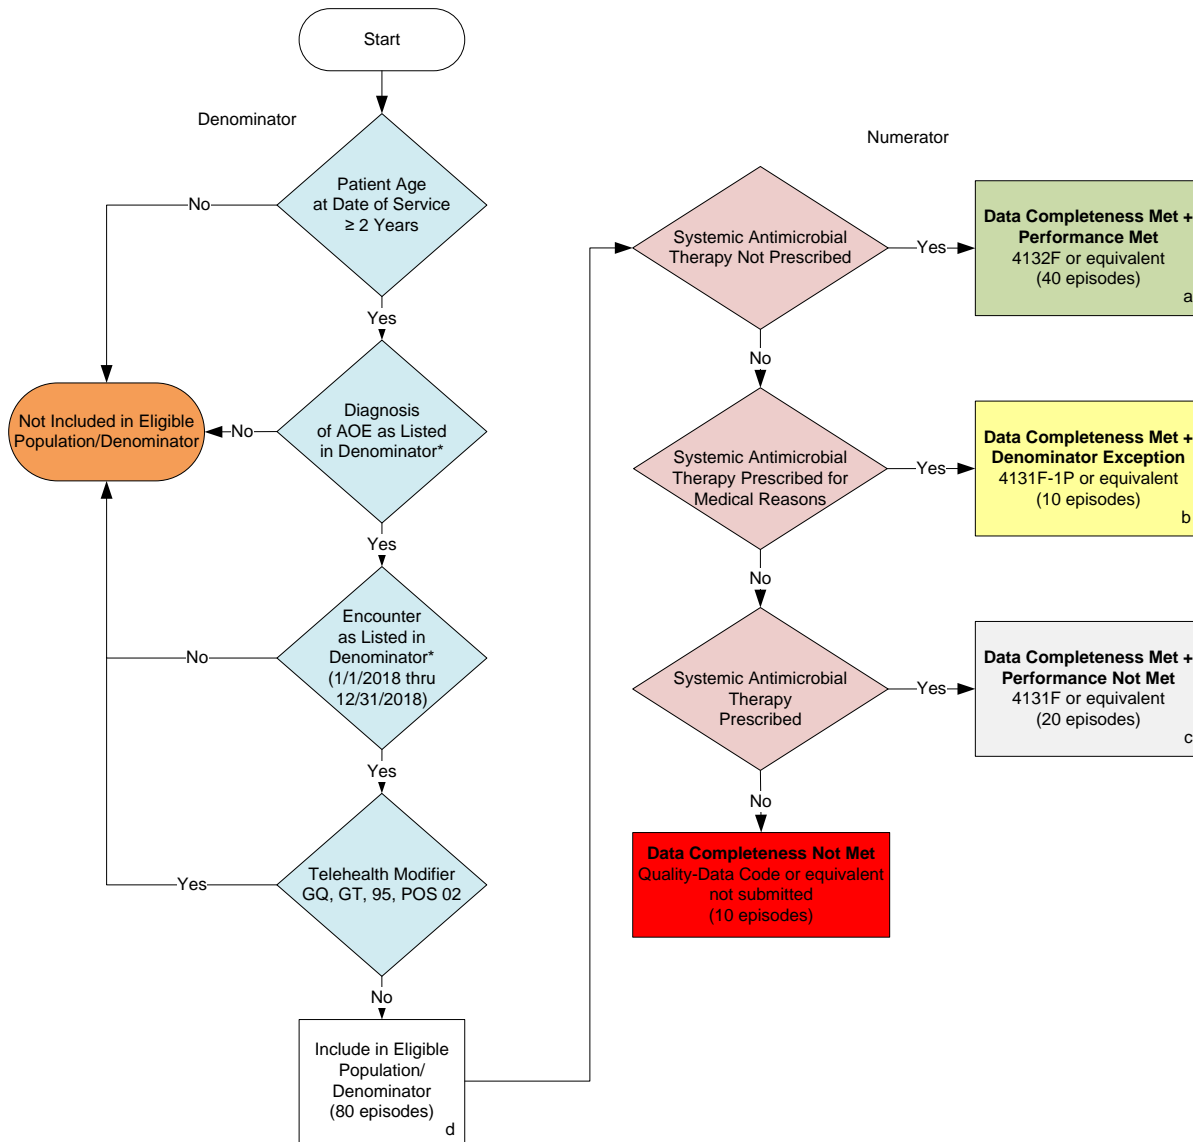 Start
Denominator
Patient Age
at Date of Service
≥ 2 Years
No
Yes
Diagnosis
of AOE as Listed
in Denominator*
No
Not Included in Eligible
Population/Denominator
Yes
Encounter
as Listed in
Denominator*
(1/1/2018 thru
12/31/2018)
No
Yes
Telehealth Modifier
GQ, GT, 95, POS 02
Yes
No
Include in Eligible
Population/
Denominator
(80 episodes)
d
Numerator
Systemic Antimicrobial
Therapy Not Prescribed
Yes
Data Completeness Met +
Performance Met
4132F or equivalent
(40 episodes)
a
No
Systemic Antimicrobial
Therapy Prescribed for
Medical Reasons
Yes
Data Completeness Met +
Denominator Exception
4131F-1P or equivalent
(10 episodes)
b
No
Systemic Antimicrobial
Therapy
Prescribed
Yes
Data Completeness Met +
Performance Not Met
4131F or equivalent
(20 episodes)
c
No
Data Completeness Not Met
Quality-Data Code or equivalent
not submitted
(10 episodes)